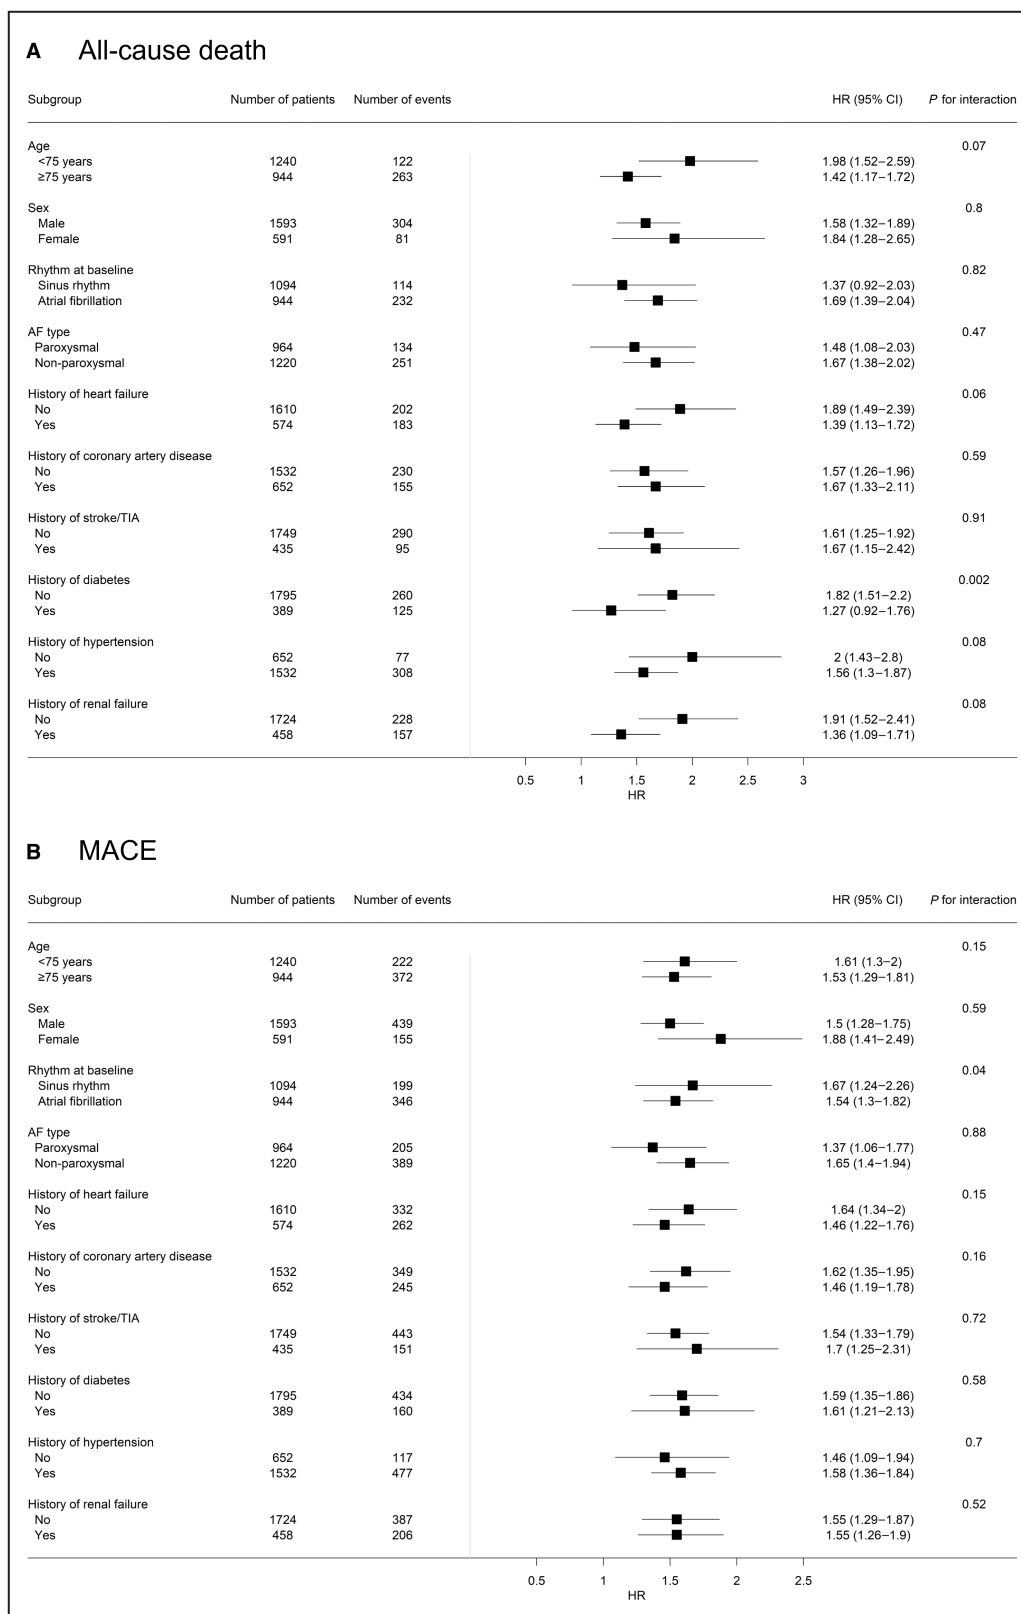 A All-cause death
Subgroup Number of patients Number of events HR (95% CI) P for interaction
Age 0.07
<75 years 1240 122 1.98 (1.52–2.59)
≥75 years 944 263 1.42 (1.17–1.72)
Sex 0.8
Male 1593 304 1.58 (1.32–1.89)
Female 591 81 1.84 (1.28–2.65)
Rhythm at baseline 0.82
Sinus rhythm 1094 114 1.37 (0.92–2.03)
Atrial fibrillation 944 232 1.69 (1.39–2.04)
AF type 0.47
Paroxysmal 964 134 1.48 (1.08–2.03)
Non-paroxysmal 1220 251 1.67 (1.38–2.02)
History of heart failure 0.06
No 1610 202 1.89 (1.49–2.39)
Yes 574 183 1.39 (1.13–1.72)
History of coronary artery disease 0.59
No 1532 230 1.57 (1.26–1.96)
Yes 652 155 1.67 (1.33–2.11)
History of stroke/TIA 0.91
No 1749 290 1.61 (1.25–1.92)
Yes 435 95 1.67 (1.15–2.42)
History of diabetes 0.002
No 1795 260 1.82 (1.51–2.2)
Yes 389 125 1.27 (0.92–1.76)
History of hypertension 0.08
No 652 77 2 (1.43–2.8)
Yes 1532 308 1.56 (1.3–1.87)
History of renal failure 0.08
No 1724 228 1.91 (1.52–2.41)
Yes 458 157 1.36 (1.09–1.71)
0.5 1 1.5 2 2.5 3
HR
B MACE
Subgroup Number of patients Number of events HR (95% CI) P for interaction
Age 0.15
<75 years 1240 222 1.61 (1.3–2)
≥75 years 944 372 1.53 (1.29–1.81)
Sex 0.59
Male 1593 439 1.5 (1.28–1.75)
Female 591 155 1.88 (1.41–2.49)
Rhythm at baseline 0.04
Sinus rhythm 1094 199 1.67 (1.24–2.26)
Atrial fibrillation 944 346 1.54 (1.3–1.82)
AF type 0.88
Paroxysmal 964 205 1.37 (1.06–1.77)
Non-paroxysmal 1220 389 1.65 (1.4–1.94)
History of heart failure 0.15
No 1610 332 1.64 (1.34–2)
Yes 574 262 1.46 (1.22–1.76)
History of coronary artery disease 0.16
No 1532 349 1.62 (1.35–1.95)
Yes 652 245 1.46 (1.19–1.78)
History of stroke/TIA 0.72
No 1749 443 1.54 (1.33–1.79)
Yes 435 151 1.7 (1.25–2.31)
History of diabetes 0.58
No 1795 434 1.59 (1.35–1.86)
Yes 389 160 1.61 (1.21–2.13)
History of hypertension 0.7
No 652 117 1.46 (1.09–1.94)
Yes 1532 477 1.58 (1.36–1.84)
History of renal failure 0.52
No 1724 387 1.55 (1.29–1.87)
Yes 458 206 1.55 (1.26–1.9)
0.5 1 1.5 2 2.5
HR